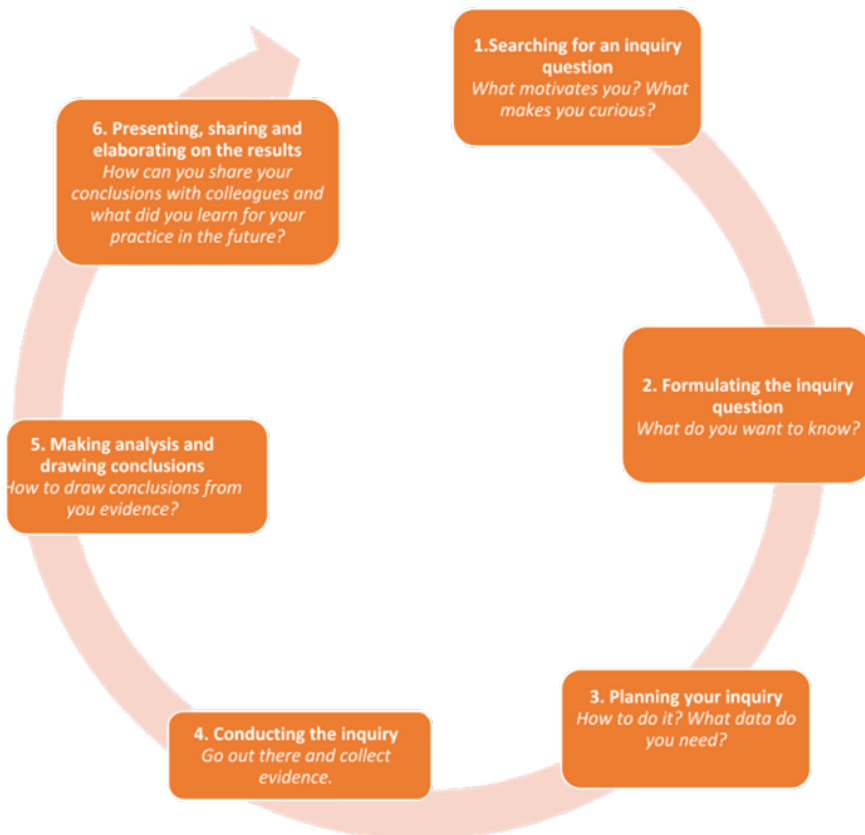 1.Searching for an inquiry
question
What motivates you? What
makes you curious?
2. Formulating the inquiry
question
What do you want to know?
3. Planning your inquiry
How to do it? What data do
you need?
4. Conducting the inquiry
Go out there and collect
evidence.
5. Making analysis and
drawing conclusions
How to draw conclusions from
you evidence?
6. Presenting, sharing and
elaborating on the results
How can you share your
conclusions with colleagues and
what did you learn for your
practice in the future?